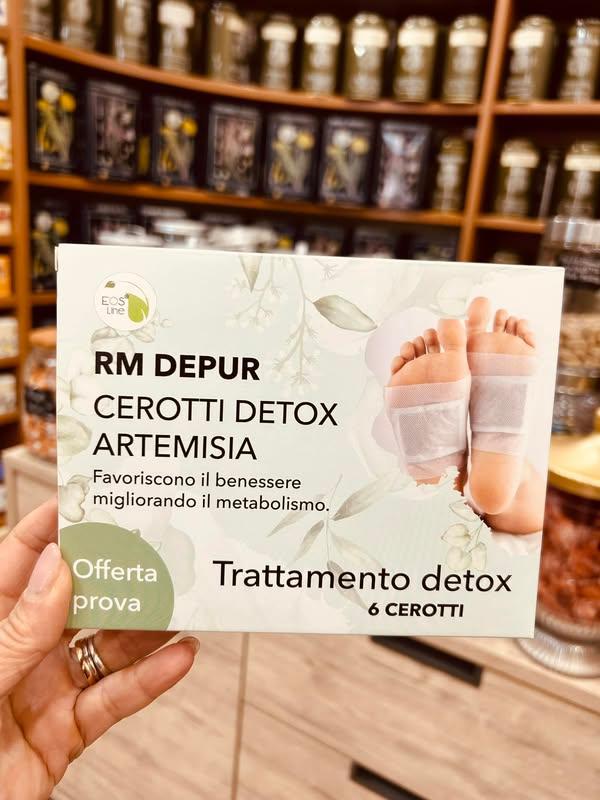 EOS
Line
RM DEPUR
CEROTTI DETOX
ARTEMISIA
Favoriscono il benessere
migliorando il metabolismo.
Offerta
prova
Trattamento detox
6 CEROTTI